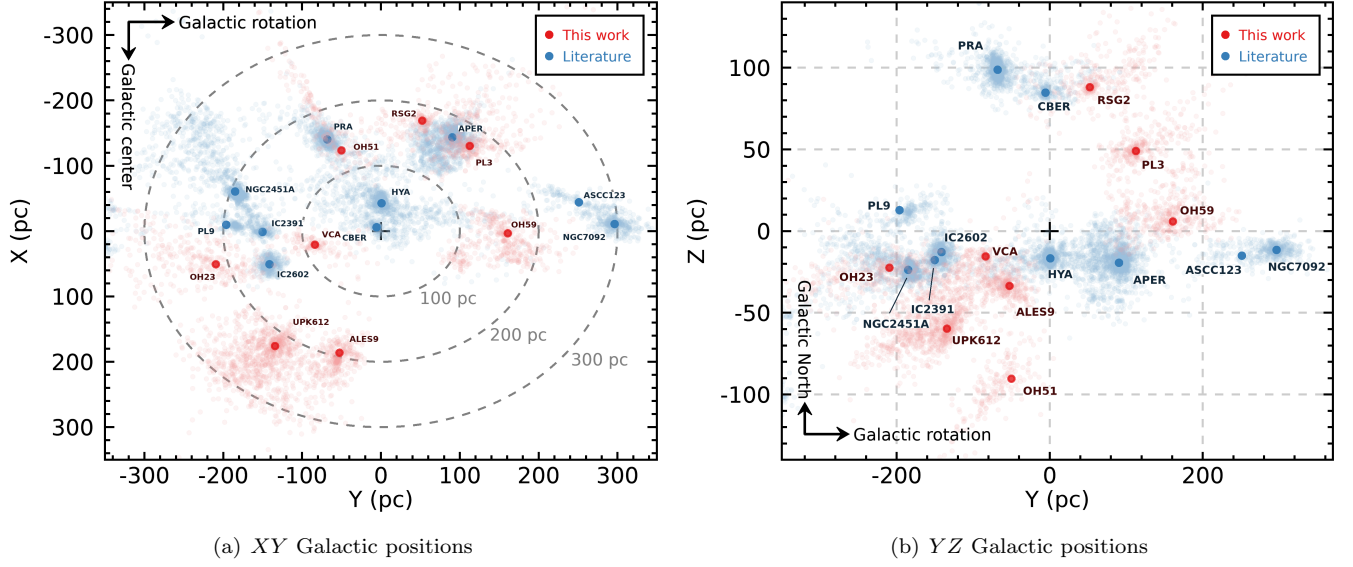 Galactic rotation
Galactic center
This work
Literature
-300
-200
-100
0
100
200
300
X (pc)
RSG2
APER
PRA
OH51
PL3
HYA
NGC2451A
PL9
IC2391
VCA
CBER
OH23
IC2602
OH59
ASCC123
NGC7092
UPK612
ALES9
100 pc
200 pc
300 pc
-300
-200
-100
0
100
200
300
Y (pc)
(a) XY Galactic positions
This work
Literature
100
50
0
-50
-100
Z (pc)
PRA
CBER
RSG2
PL3
PL9
OH59
IC2602
VCA
OH23
HYA
APER
ASCC123
NGC7092
IC2391
NGC2451A
ALES9
UPK612
OH51
Galactic North
Galactic rotation
-200
0
200
Y (pc)
(b) YZ Galactic positions